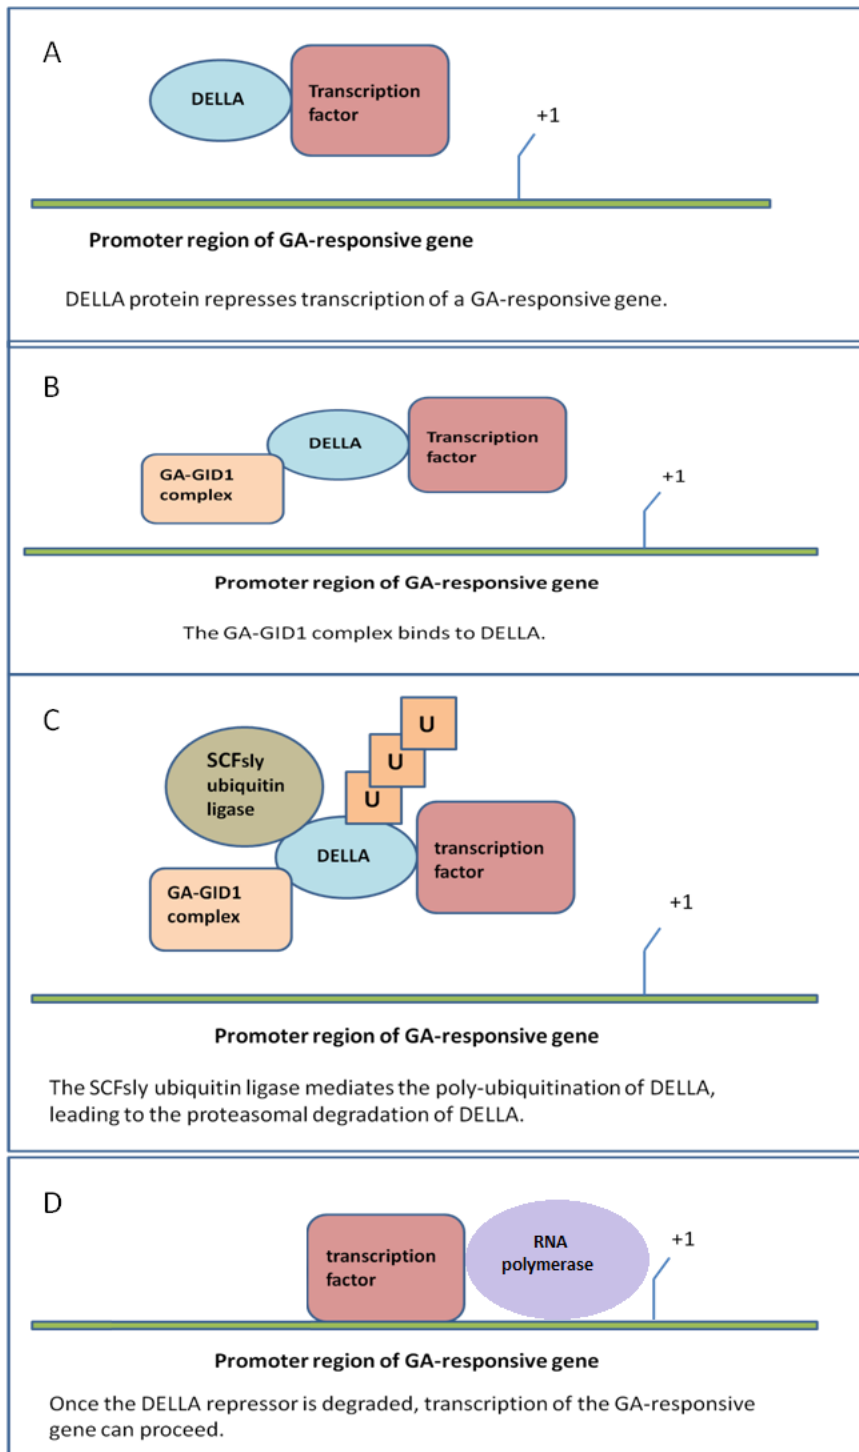 A
DELLA
Transcription
factor
+1
Promoter region of GA-responsive gene
DELLA protein represses transcription of a GA-responsive gene.
B
DELLA
Transcription
factor
GA-GID1
complex
+1
Promoter region of GA-responsive gene
The GA-GID1 complex binds to DELLA.
C
U
U
U
SCFsly
ubiquitin
ligase
DELLA
transcription
factor
GA-GID1
complex
+1
Promoter region of GA-responsive gene
The SCFsly ubiquitin ligase mediates the poly-ubiquitination of DELLA,
leading to the proteasomal degradation of DELLA.
D
transcription
factor
RNA
polymerase
+1
Promoter region of GA-responsive gene
Once the DELLA repressor is degraded, transcription of the GA-responsive
gene can proceed.